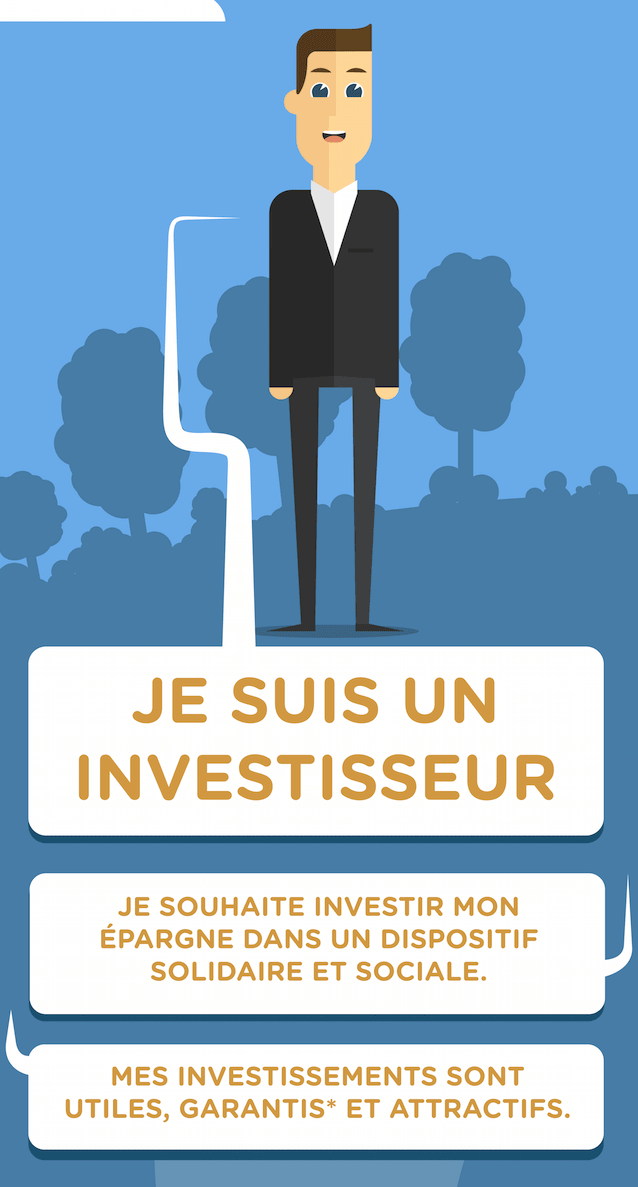 JE SUIS UN
INVESTISSEUR
JE SOUHAITE INVESTIR MON
ÉPARGNE DANS UN DISPOSITIF
SOLIDAIRE ET SOCIALE.
MES INVESTISSEMENTS SONT
UTILES, GARANTIS* ET ATTRACTIFS.